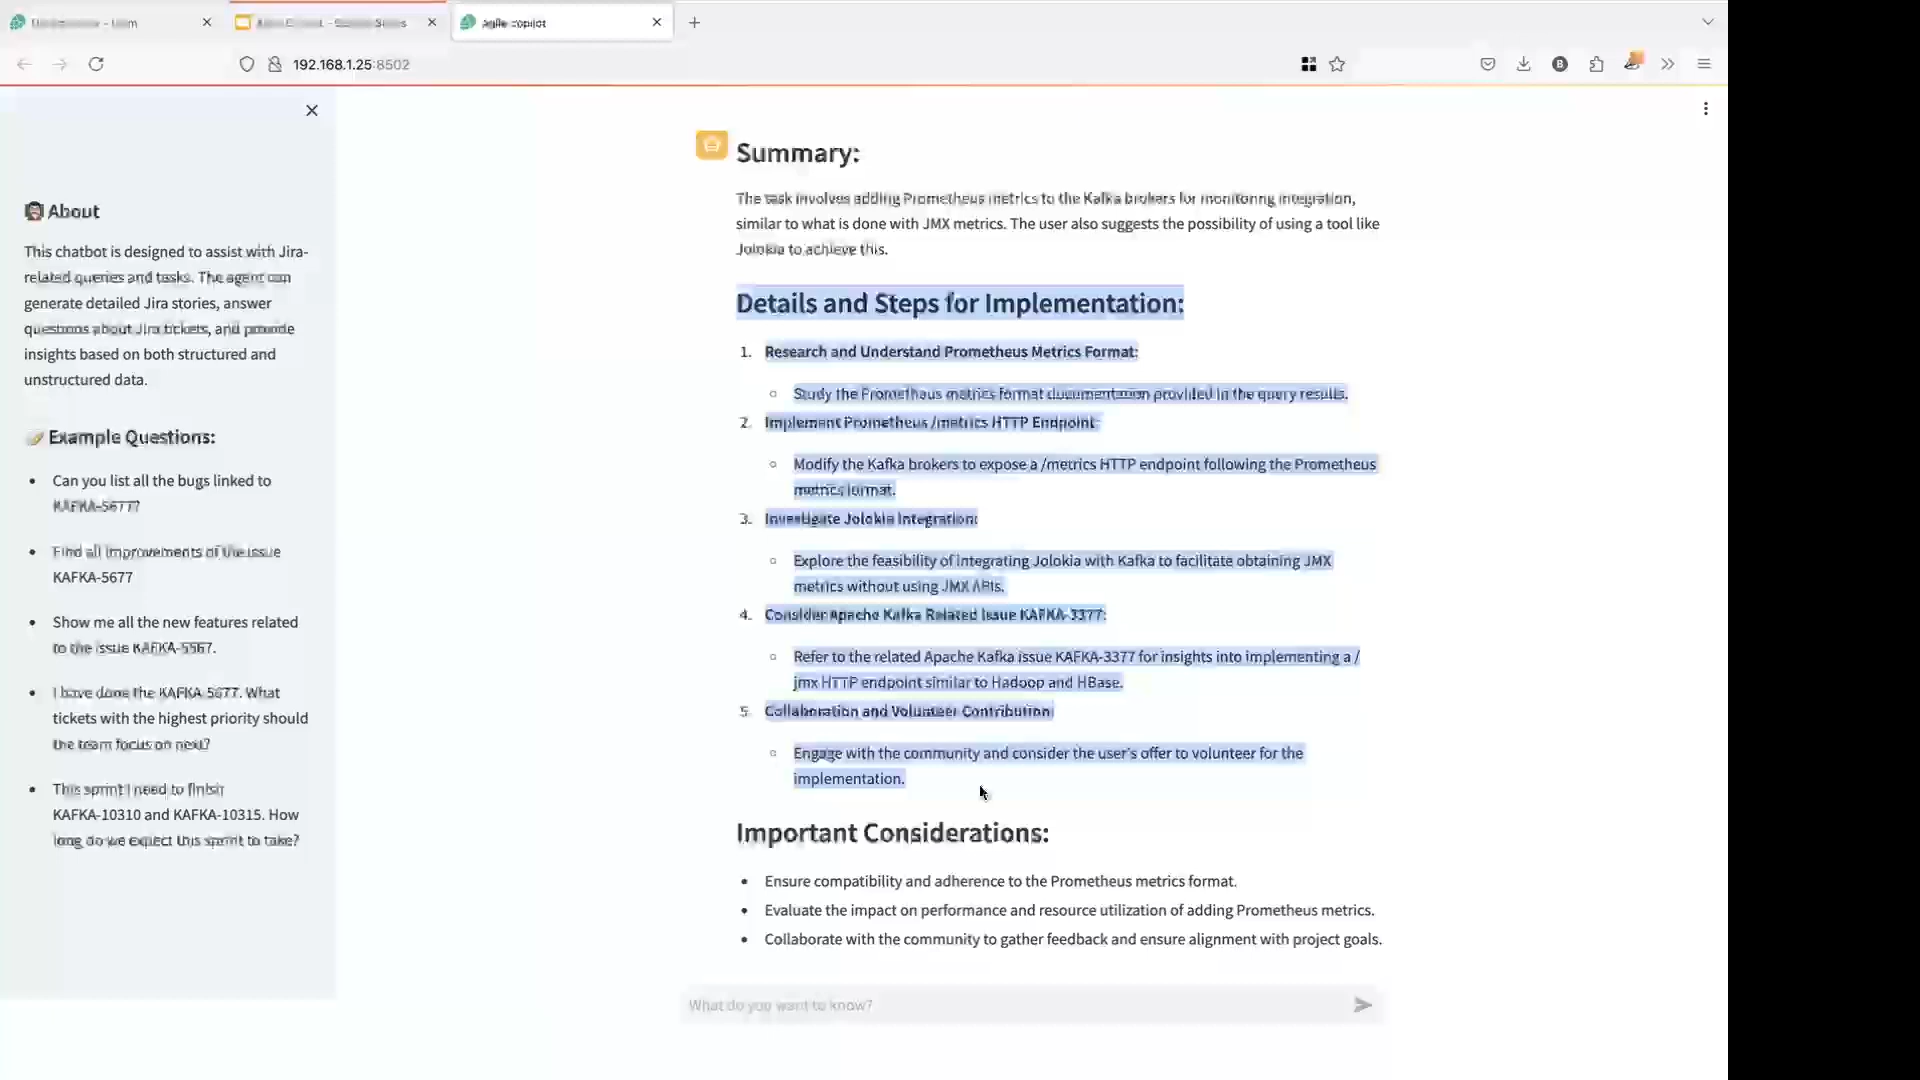 Agile copilot
192.168.1.25:8502
About
This chatbot is designed to assist with Jira-
related queries and tasks. The agent can
generate detailed Jira stories, answer
questions about Jira tickets, and provide
insights based on both structured and
unstructured data.
Example Questions:
Can you list all the bugs linked to
KAFKA-5677?
Find all improvements of the issue
KAFKA-5677
Show me all the new features related
to the issue KAFKA-5567.
I have done the KAFKA-5677. What
tickets with the highest priority should
the team focus on next?
This sprint I need to finish
KAFKA-10310 and KAFKA-10315. How
long do we expect this sprint to take?
Summary:
The task involves adding Prometheus metrics to the Kafka brokers for monitoring integration,
similar to what is done with JMX metrics. The user also suggests the possibility of using a tool like
Jolokia to achieve this.
Details and Steps for Implementation:
1. Research and Understand Prometheus Metrics Format:
Study the Prometheus metrics format documentation provided in the query results.
2. Implement Prometheus /metrics HTTP Endpoint:
Modify the Kafka brokers to expose a /metrics HTTP endpoint following the Prometheus
metrics format.
3. Investigate Jolokia Integration:
Explore the feasibility of integrating Jolokia with Kafka to facilitate obtaining JMX
metrics without using JMX APIs.
4. Consider Apache Kafka Related Issue KAFKA-3377:
Refer to the related Apache Kafka issue KAFKA-3377 for insights into implementing a /
jmx HTTP endpoint similar to Hadoop and HBase.
5. Collaboration and Volunteer Contribution:
Engage with the community and consider the user's offer to volunteer for the
implementation.
Important Considerations:
Ensure compatibility and adherence to the Prometheus metrics format.
Evaluate the impact on performance and resource utilization of adding Prometheus metrics.
Collaborate with the community to gather feedback and ensure alignment with project goals.
What do you want to know?